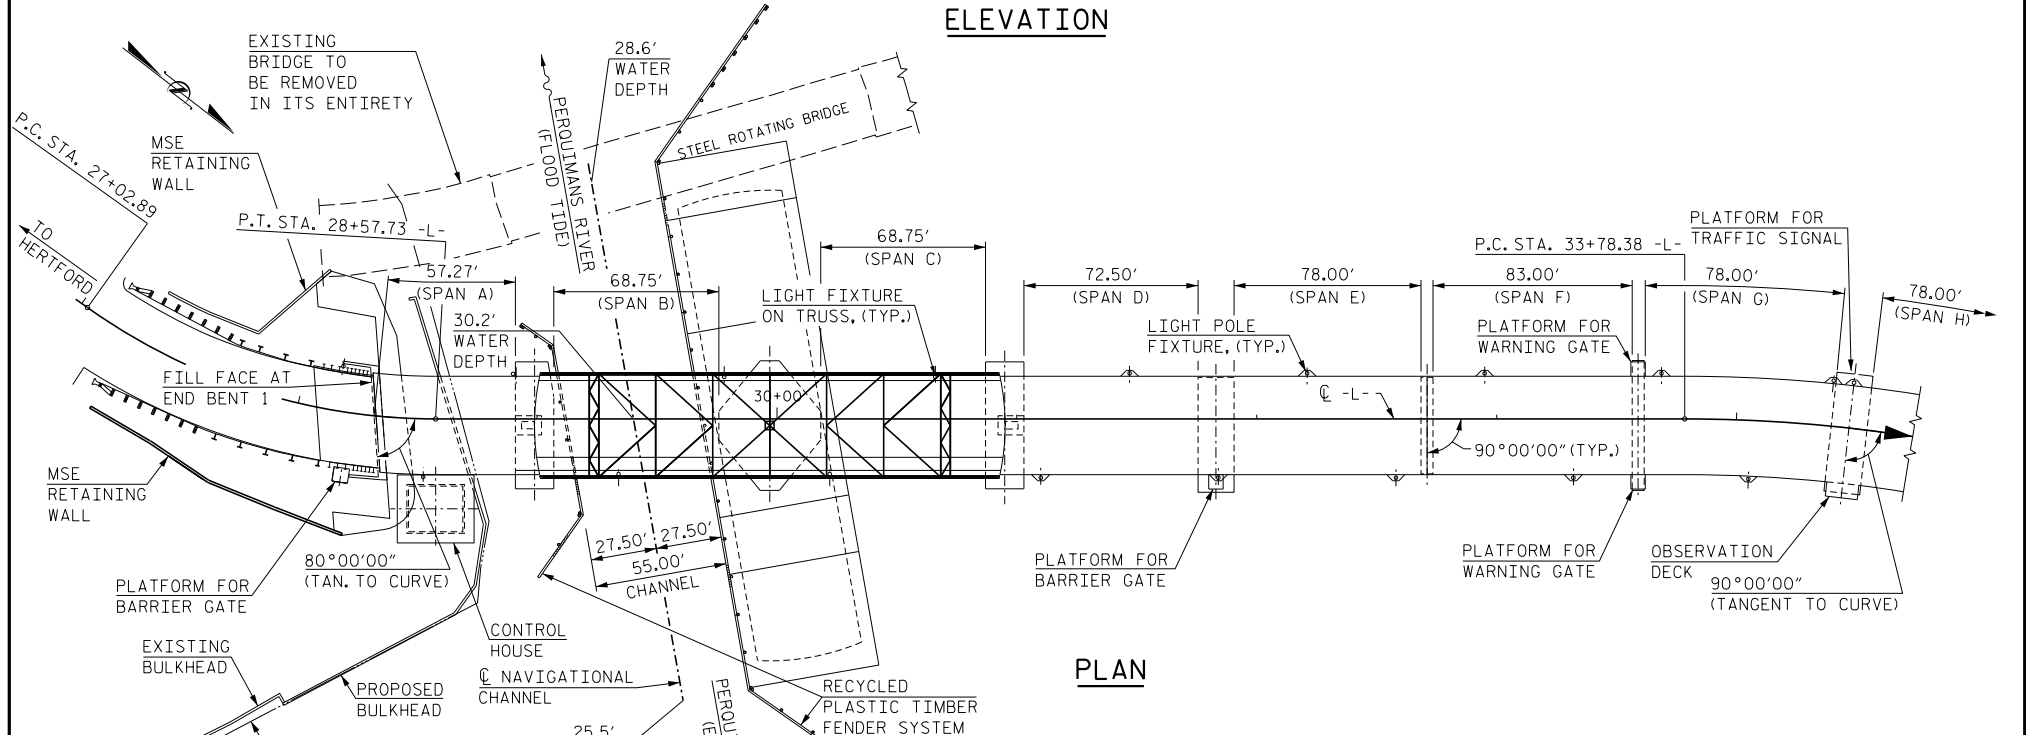 ELEVATION
EXISTING
BRIDGE TO
BE REMOVED
IN ITS ENTIRETY
28.6'
WATER
DEPTH
P.C. STA. 27+02.89
MSE
RETAINING
WALL
PERQUIMANS RIVER
(FLOOD TIDE)
STEEL ROTATING BRIDGE
TO
HERTFORD
P.T. STA. 28+57.73 -L-
57.27'
(SPAN A)
68.75'
(SPAN B)
68.75'
(SPAN C)
72.50'
(SPAN D)
78.00'
(SPAN E)
P.C. STA. 33+78.38 -L-
83.00'
(SPAN F)
PLATFORM FOR
TRAFFIC SIGNAL
78.00'
(SPAN G)
78.00'
(SPAN H)
30.2'
WATER
DEPTH
LIGHT FIXTURE
ON TRUSS, (TYP.)
LIGHT POLE
FIXTURE, (TYP.)
PLATFORM FOR
WARNING GATE
FILL FACE AT
END BENT 1
30+00
℄ -L-
90°00'00" (TYP.)
MSE
RETAINING
WALL
27.50'
27.50'
55.00'
CHANNEL
80°00'00"
(TAN. TO CURVE)
PLATFORM FOR
BARRIER GATE
PLATFORM FOR
BARRIER GATE
PLATFORM FOR
WARNING GATE
OBSERVATION
DECK
90°00'00"
(TANGENT TO CURVE)
CONTROL
HOUSE
EXISTING
BULKHEAD
PROPOSED
BULKHEAD
℄ NAVIGATIONAL
CHANNEL
RECYCLED
PLASTIC TIMBER
FENDER SYSTEM
PLAN
25.5'